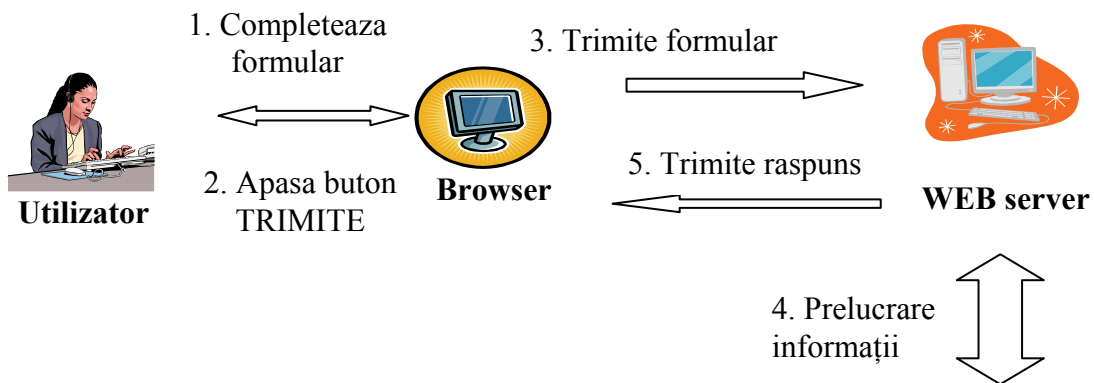 1. Completeaza
formular
3. Trimite formular
2. Apasa buton
TRIMITE
5. Trimite raspuns
Utilizator
Browser
WEB server
4. Prelucrare
informații